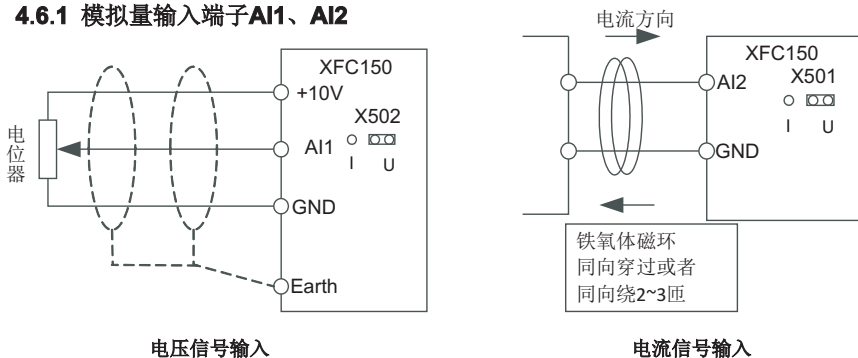 4.6.1 模拟量输入端子AI1、AI2
电位器
XFC150
+10V
X502
AI1
I
U
GND
Earth
电压信号输入
电流方向
XFC150
X501
AI2
I
U
GND
铁氧体磁环
同向穿过或者
同向绕2~3匝
电流信号输入